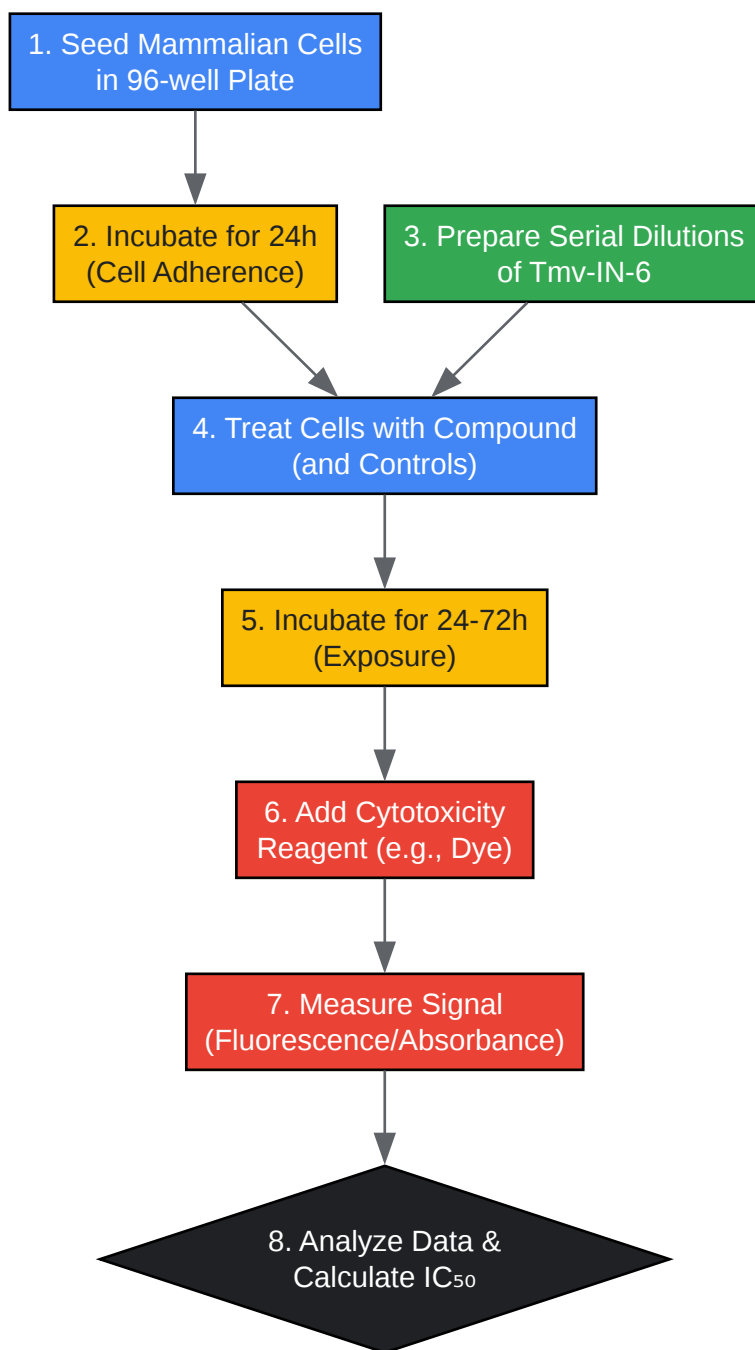 1. Seed Mammalian Cells
in 96-well Plate
2. Incubate for 24h
(Cell Adherence)
3. Prepare Serial Dilutions
of Tmv-IN-6
4. Treat Cells with Compound
(and Controls)
5. Incubate for 24-72h
(Exposure)
6. Add Cytotoxicity
Reagent (e.g., Dye)
7. Measure Signal
(Fluorescence/Absorbance)
8. Analyze Data &
Calculate IC₅₀